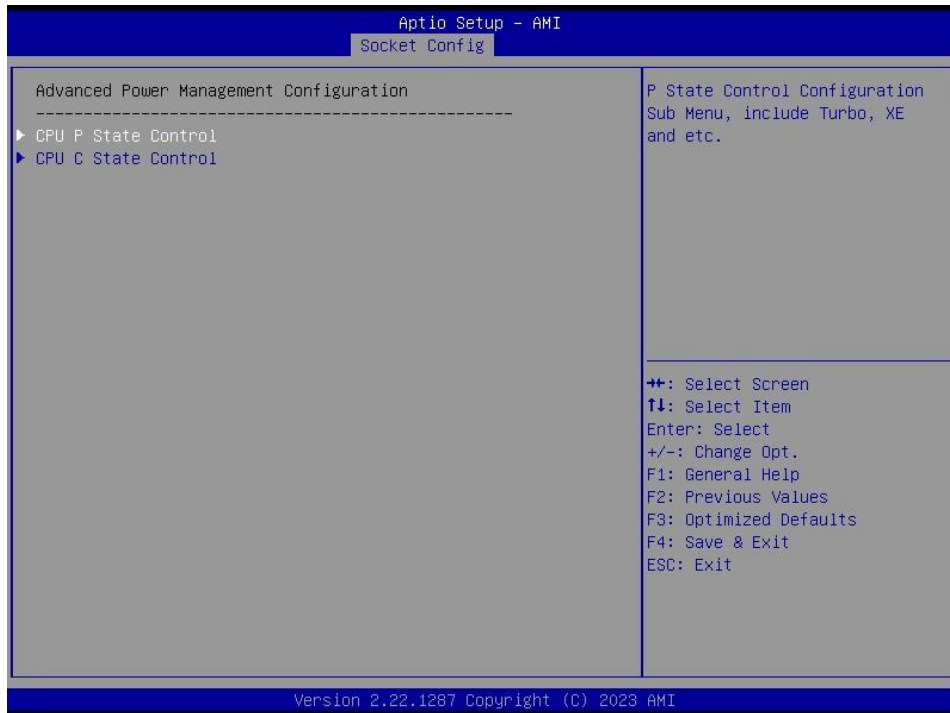 Aptio Setup – AMI
Socket Config
Advanced Power Management Configuration
------------------------------------------------
CPU P State Control
CPU C State Control
P State Control Configuration
Sub Menu, include Turbo, XE
and etc.
→←: Select Screen
↑↓: Select Item
Enter: Select
+/-: Change Opt.
F1: General Help
F2: Previous Values
F3: Optimized Defaults
F4: Save & Exit
ESC: Exit
Version 2.22.1287 Copyright (C) 2023 AMI